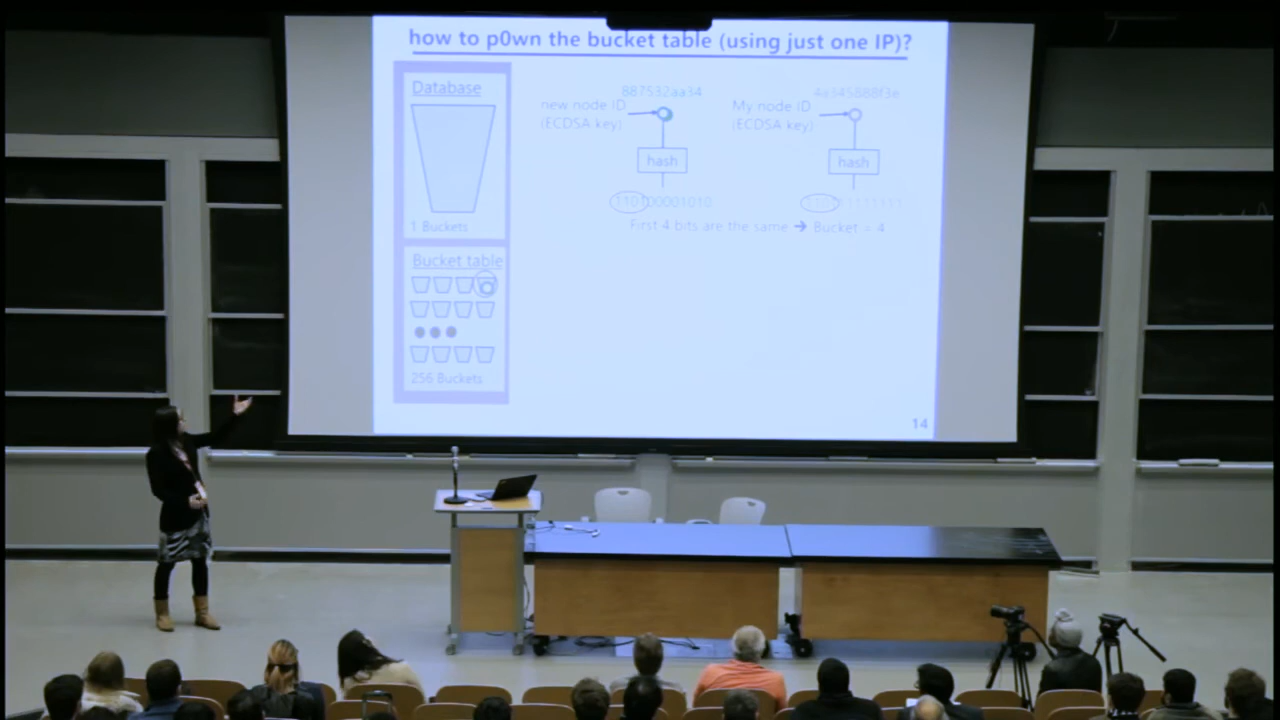 how to p0wn the bucket table (using just one IP)?
Database
1 Buckets
Bucket table
256 Buckets
887532aa34
new node ID
(ECDSA key)
hash
110100001010
4a345888f3e
My node ID
(ECDSA key)
hash
First 4 bits are the same → Bucket = 4
14